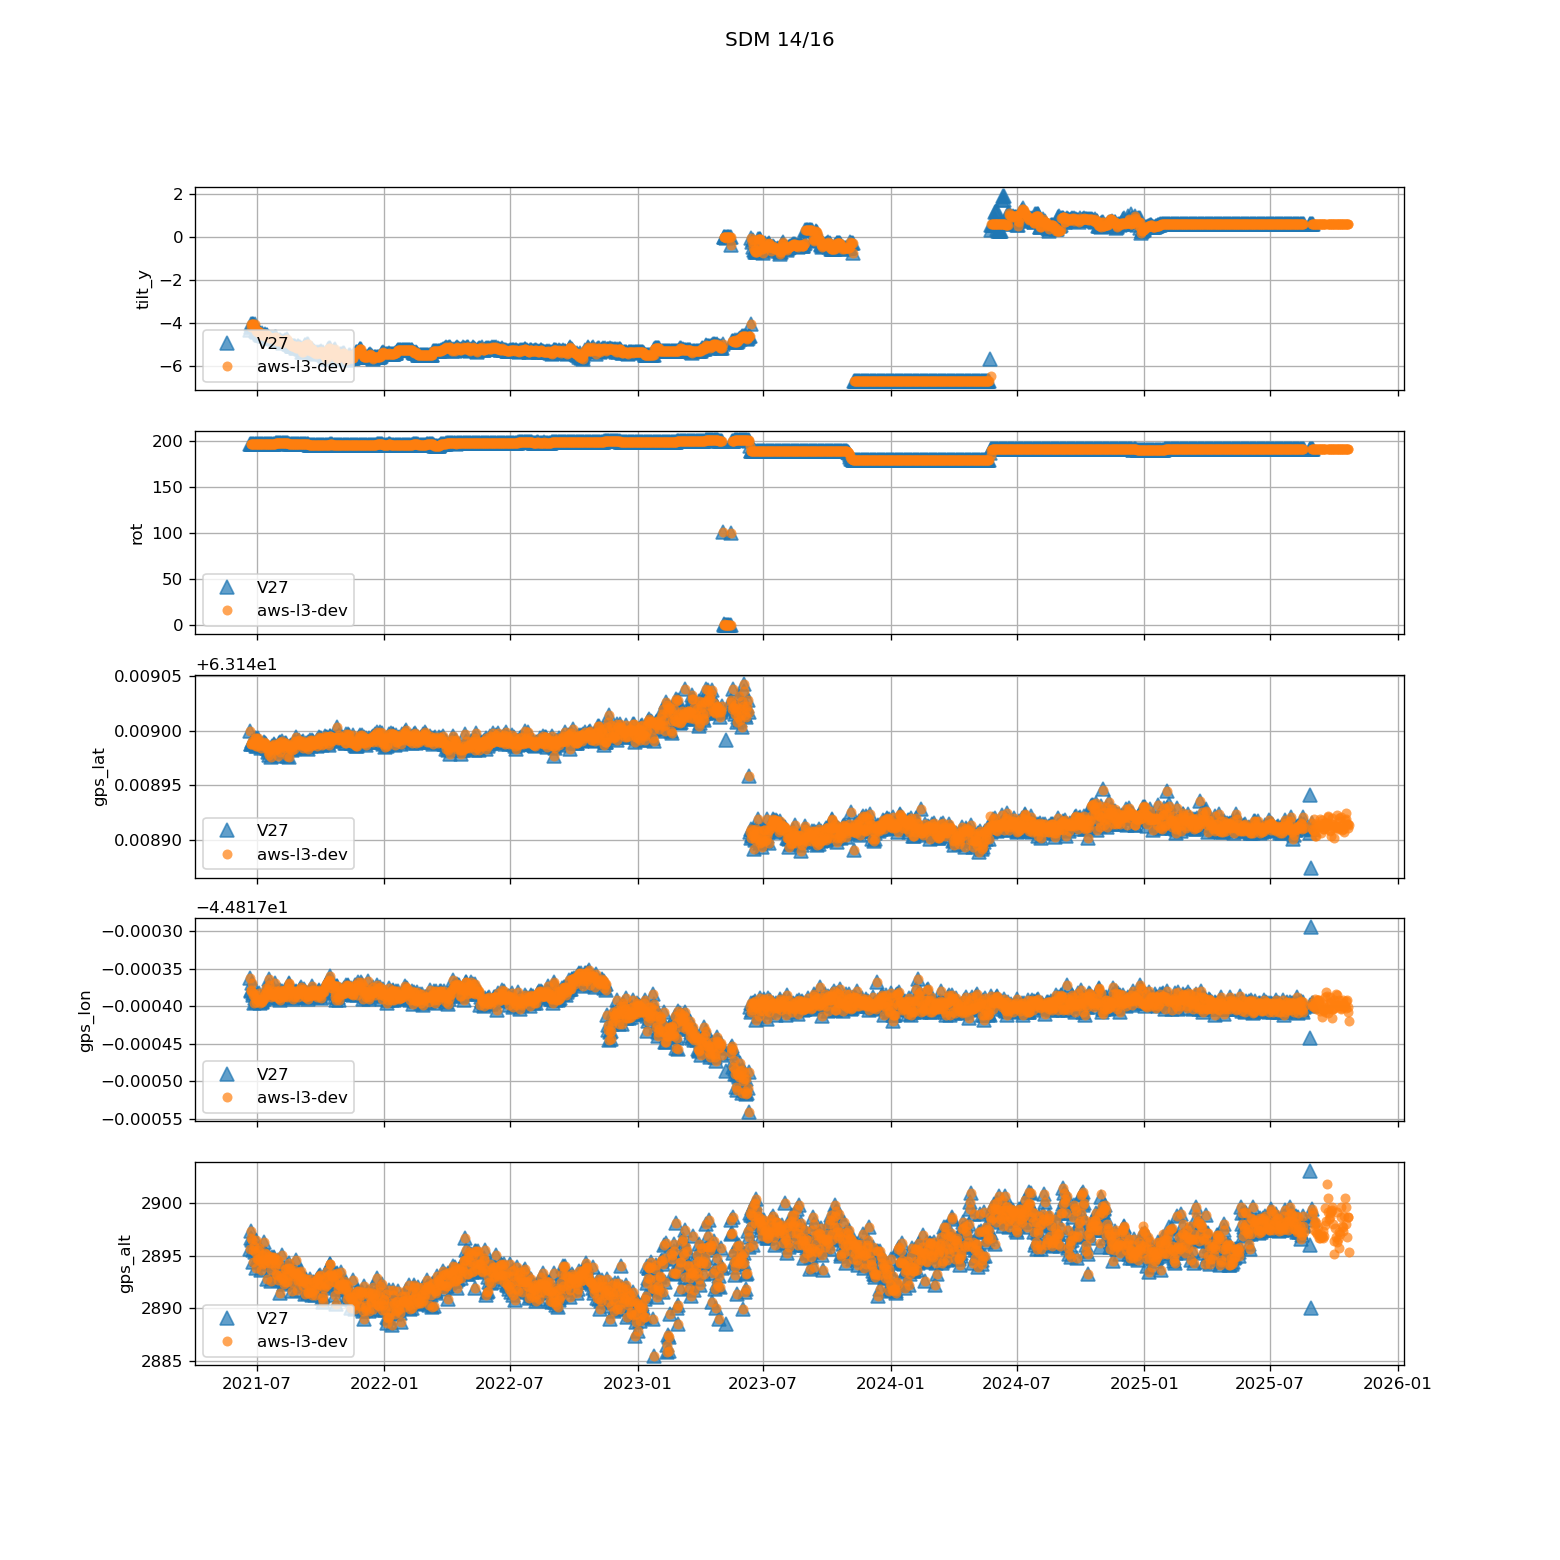 SDM 14/16
2
0
−2
−4
−6
tilt_y
V27
aws-l3-dev
200
150
100
50
0
rot
V27
aws-l3-dev
+6.314e1
0.00905
0.00900
0.00895
0.00890
gps_lat
V27
aws-l3-dev
−4.4817e1
−0.00030
−0.00035
−0.00040
−0.00045
−0.00050
−0.00055
gps_lon
V27
aws-l3-dev
2900
2895
2890
2885
gps_alt
V27
aws-l3-dev
2021-07 2022-01 2022-07 2023-01 2023-07 2024-01 2024-07 2025-01 2025-07 2026-01